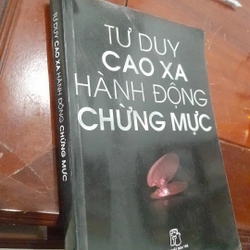 TƯ DUY
CAO XA
HÀNH ĐỘNG
CHỪNG MỰC
TƯ DUY CAO XA HÀNH ĐỘNG CHỪNG MỰC